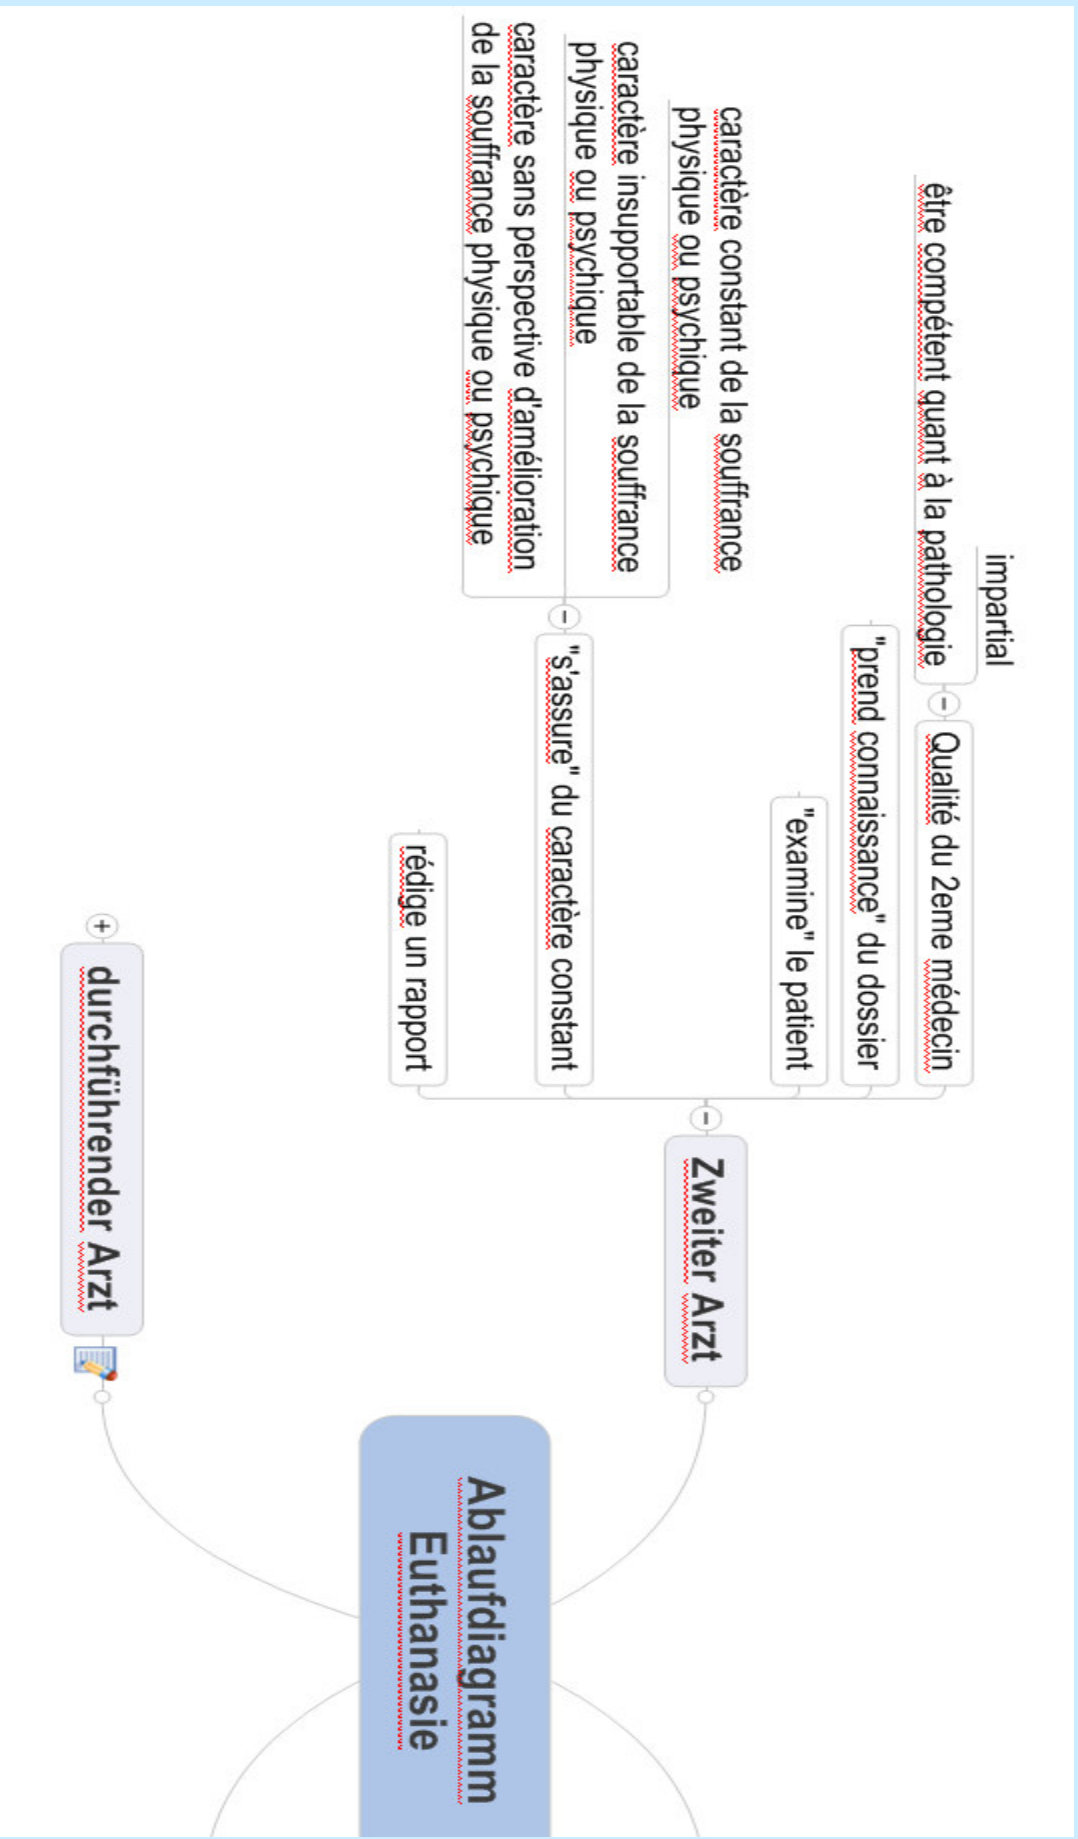 impartial
être compétent quant à la pathologie
Qualité du 2eme médecin
"prend connaissance" du dossier
"examine" le patient
caractère constant de la souffrance
physique ou psychique
caractère insupportable de la souffrance
physique ou psychique
caractère sans perspective d'amélioration
de la souffrance physique ou psychique
"s'assure" du caractère constant
rédige un rapport
Zweiter Arzt
durchführender Arzt
Ablaufdiagramm
Euthanasie